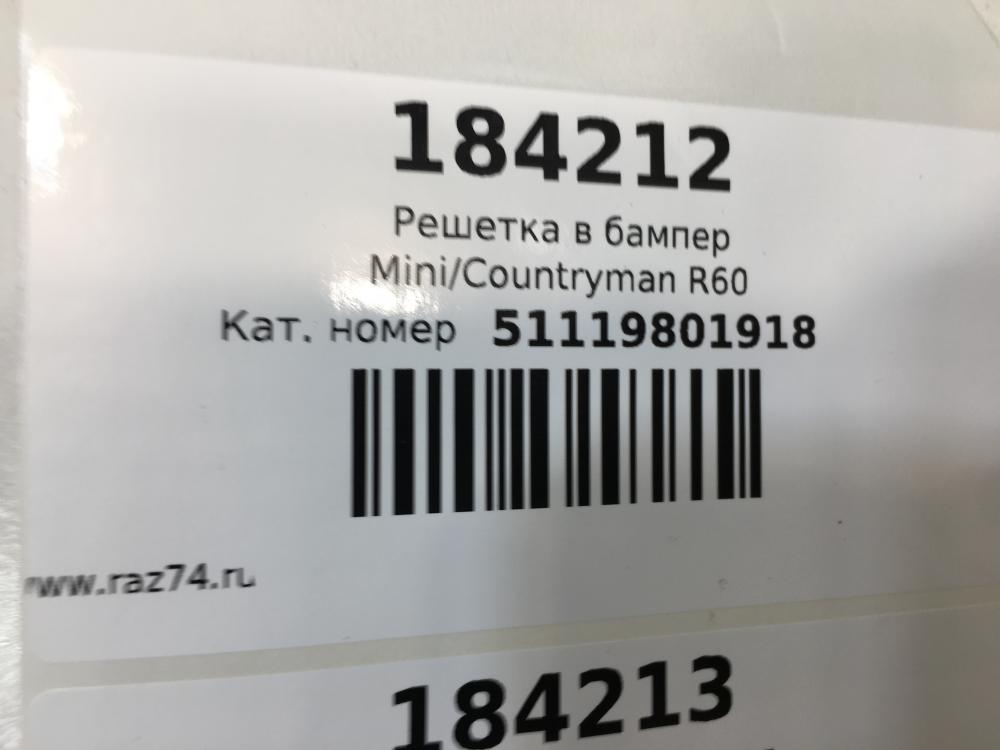 184212
Решетка в бампер
Mini/Countryman R60
Кат. номер 51119801918
www.raz74.ru
184213